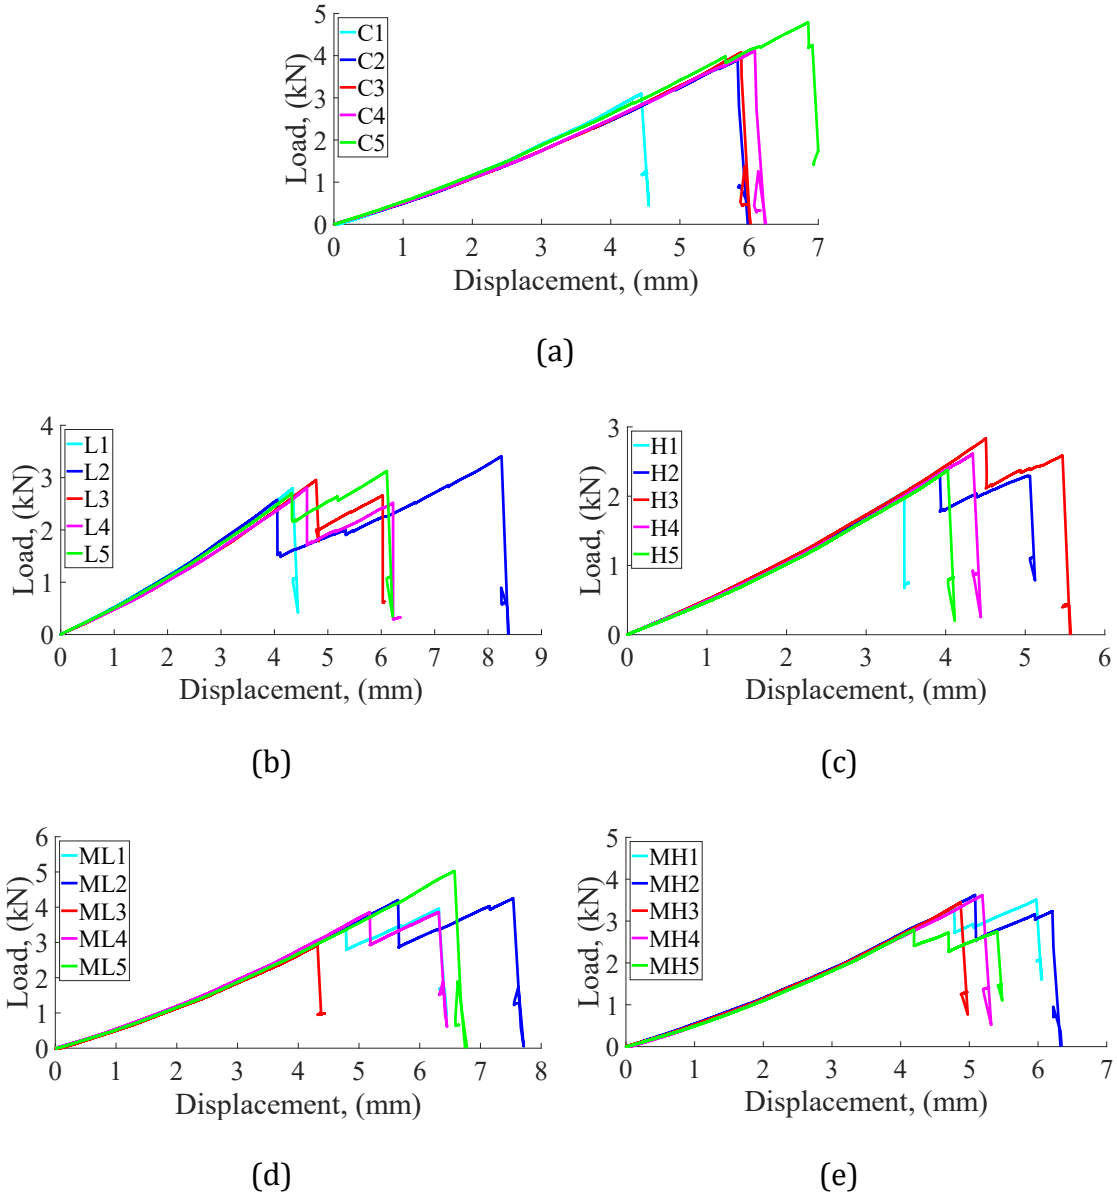 5
4
3
2
1
0
Load, (kN)
C1
C2
C3
C4
C5
0 1 2 3 4 5 6 7
Displacement, (mm)
(a)
4
3
2
1
0
Load, (kN)
L1
L2
L3
L4
L5
0 1 2 3 4 5 6 7 8 9
Displacement, (mm)
(b)
3
2
1
0
Load, (kN)
H1
H2
H3
H4
H5
0 1 2 3 4 5 6
Displacement, (mm)
(c)
6
5
4
3
2
1
0
Load, (kN)
ML1
ML2
ML3
ML4
ML5
0 1 2 3 4 5 6 7 8
Displacement, (mm)
(d)
5
4
3
2
1
0
Load, (kN)
MH1
MH2
MH3
MH4
MH5
0 1 2 3 4 5 6 7
Displacement, (mm)
(e)